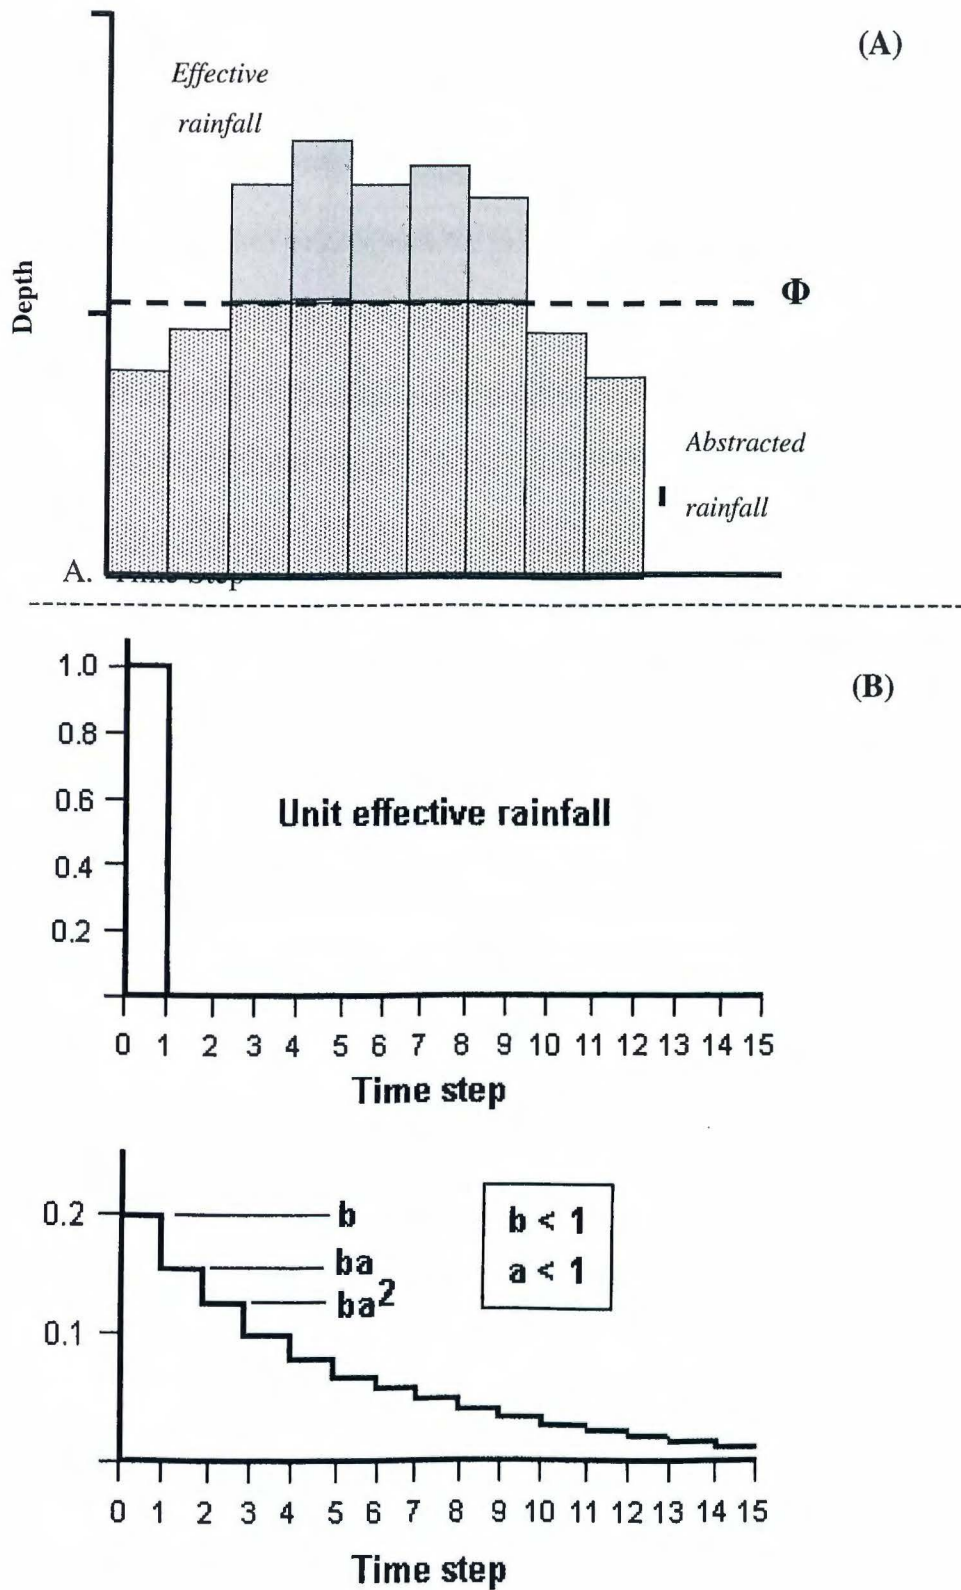 (A)
Effective
rainfall
Depth
Φ
Abstracted
rainfall
A. Time Step
(B)
1.0
0.8
0.6
0.4
0.2
Unit effective rainfall
0 1 2 3 4 5 6 7 8 9 10 11 12 13 14 15
Time step
0.2
b
b < 1
ba
a < 1
ba²
0.1
0 1 2 3 4 5 6 7 8 9 10 11 12 13 14 15
Time step